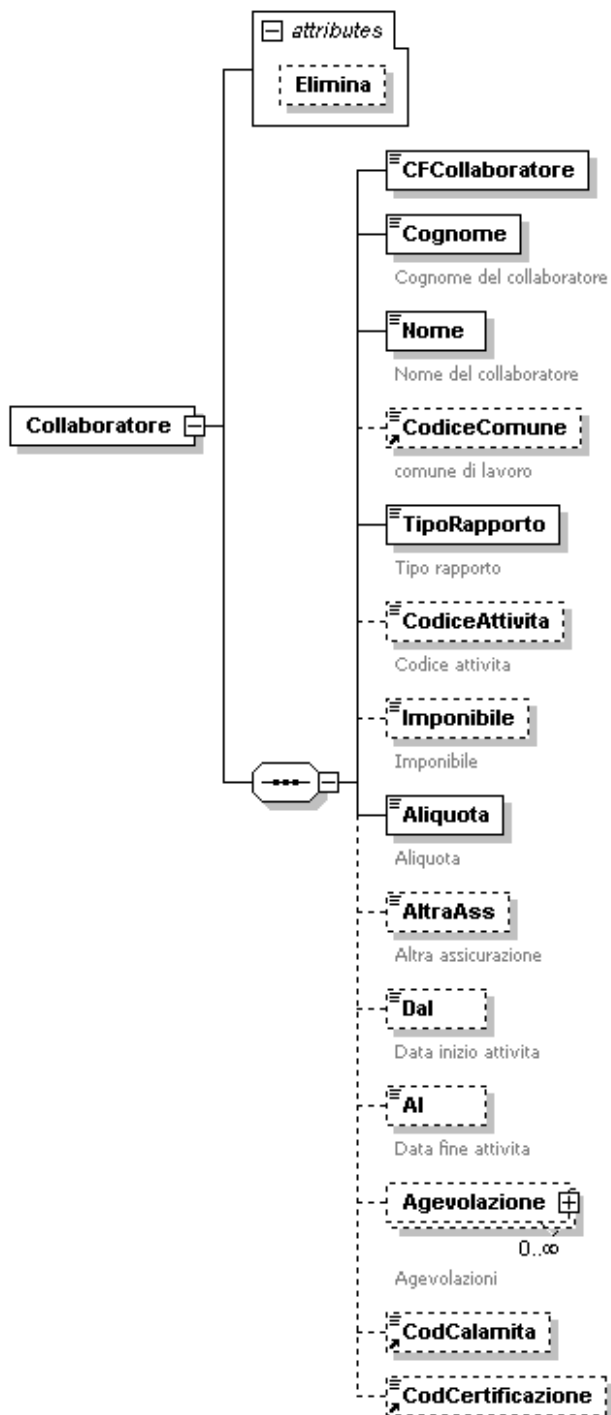 attributes
Elimina
CFCollaboratore
Cognome
Cognome del collaboratore
Nome
Nome del collaboratore
Collaboratore
CodiceComune
comune di lavoro
TipoRapporto
Tipo rapporto
CodiceAttivita
Codice attivita
Imponibile
Imponibile
Aliquota
Aliquota
AltraAss
Altra assicurazione
Dal
Data inizio attivita
Al
Data fine attivita
Agevolazione
0..∞
Agevolazioni
CodCalamita
CodCertificazione